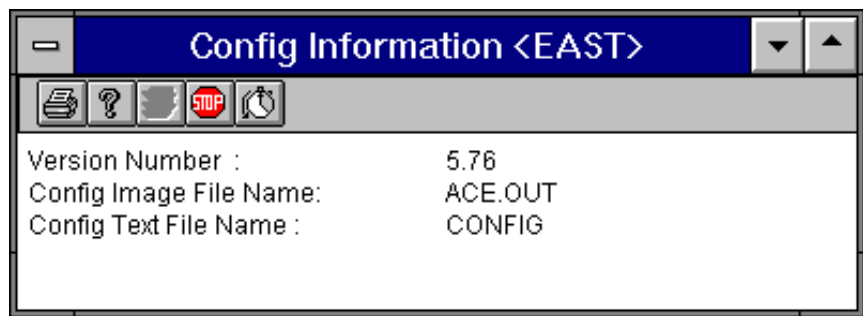 Config Information <EAST>
STOP
Version Number : 5.76
Config Image File Name: ACE.OUT
Config Text File Name : CONFIG